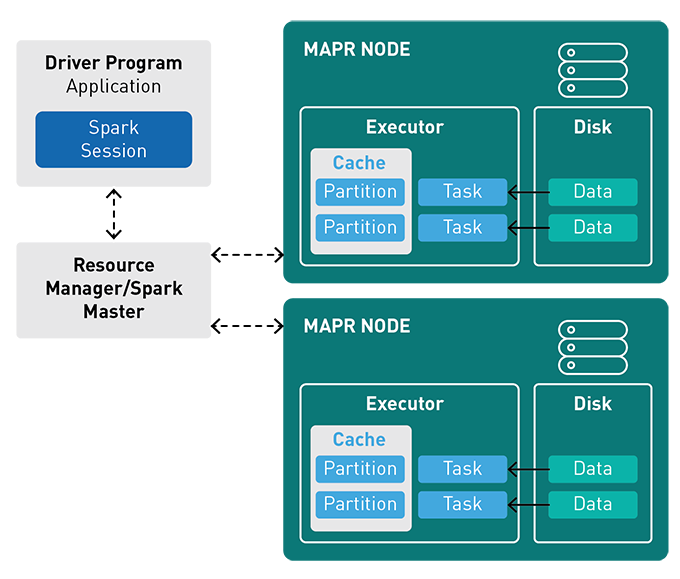 Driver Program
Application
Spark
Session
Resource
Manager/Spark
Master
MAPR NODE
Executor
Disk
Cache
Partition Task Data
Partition Task Data
MAPR NODE
Executor
Disk
Cache
Partition Task Data
Partition Task Data